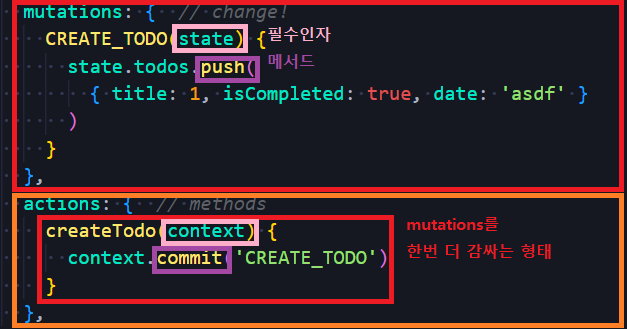 mutations: {  // change!
CREATE_TODO(state) { 필수인자
state.todos.push( 메서드
{ title: 1, isCompleted: true, date: 'asdf' }
)
}
},
actions: {  // methods
createTodo(context) { mutations를
context.commit('CREATE_TODO') 한번 더 감싸는 형태
}
},